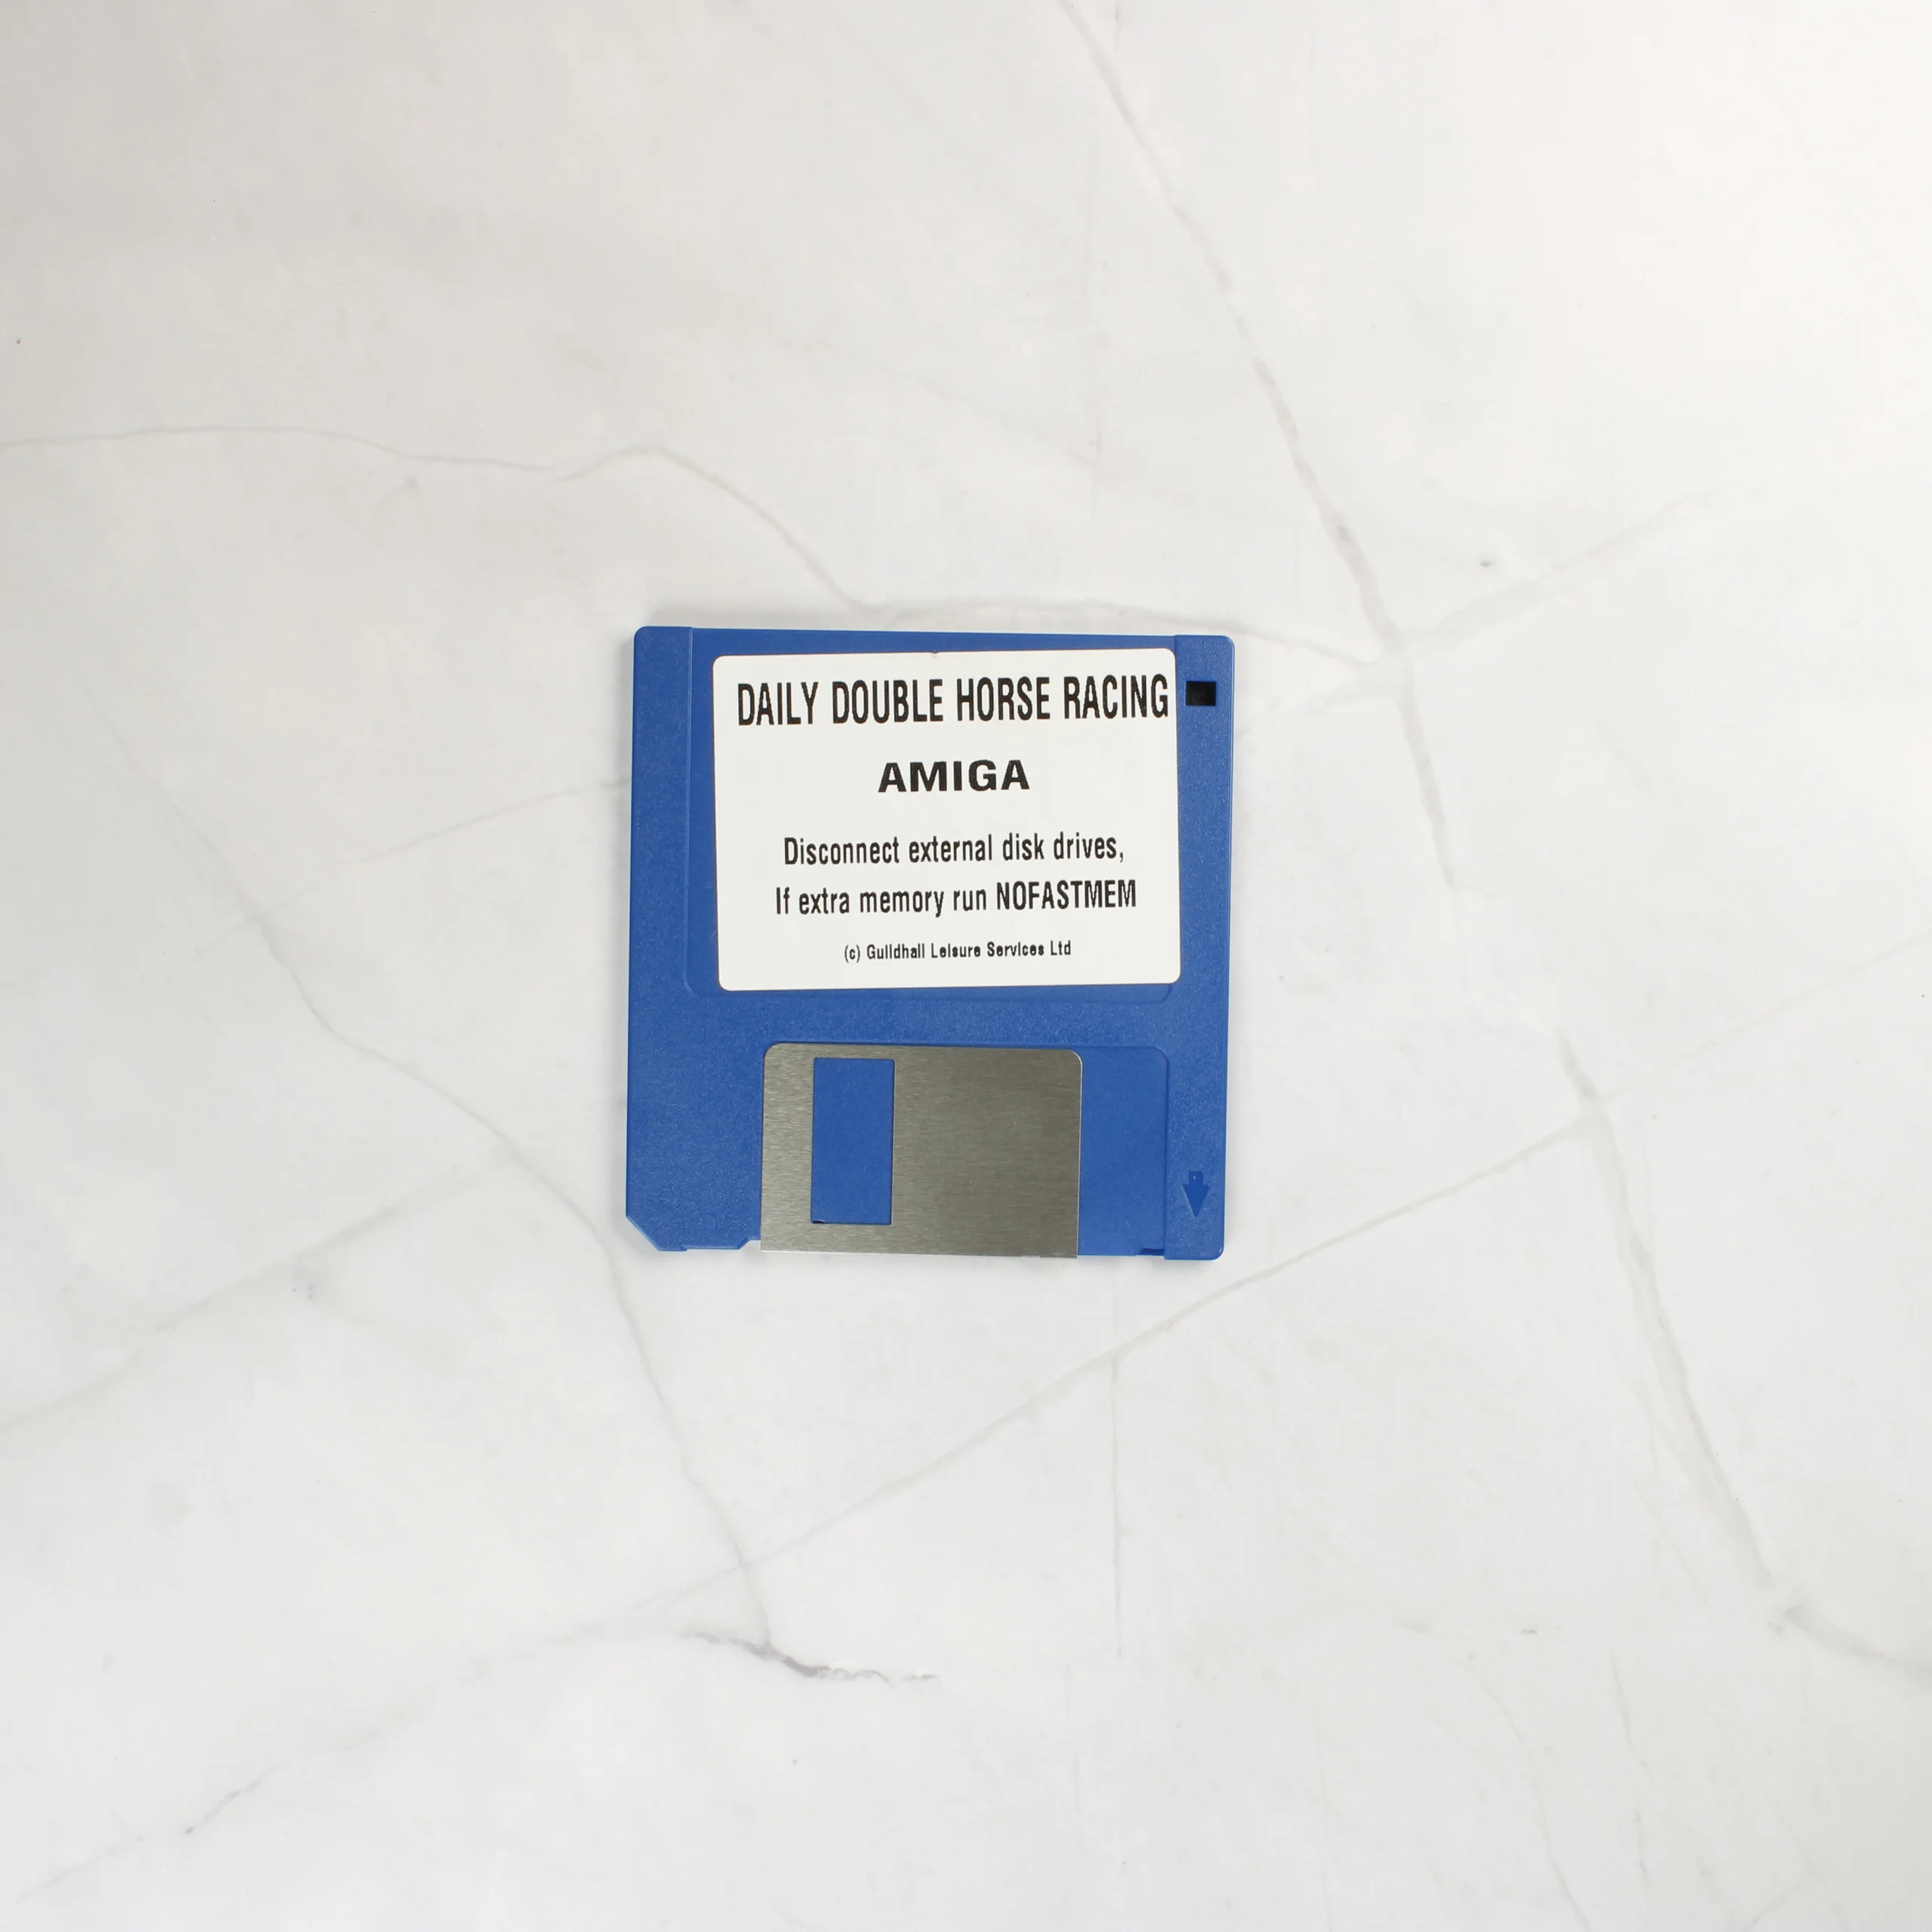 DAILY DOUBLE HORSE RACING
AMIGA
Disconnect external disk drives,
If extra memory run NOFASTMEM
(c) Guildhall Leisure Services Ltd